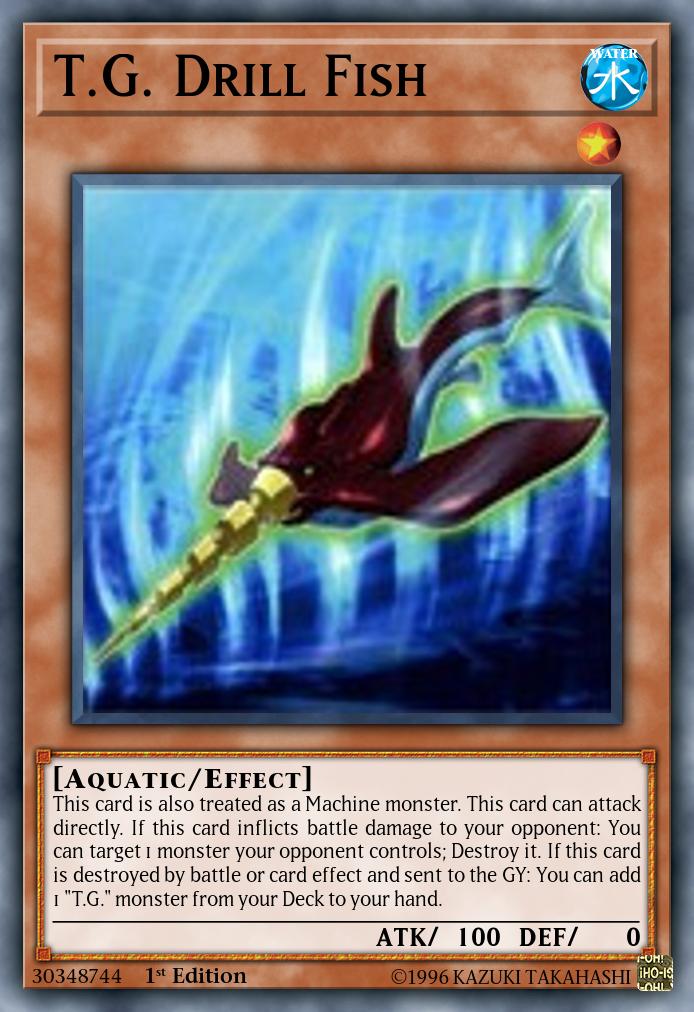 T.G. Drill Fish
WATER
水
[Aquatic/Effect]
This card is also treated as a Machine monster. This card can attack
directly. If this card inflicts battle damage to your opponent: You
can target 1 monster your opponent controls; Destroy it. If this card
is destroyed by battle or card effect and sent to the GY: You can add
1 "T.G." monster from your Deck to your hand.
ATK/ 100 DEF/ 0
30348744 1st Edition ©1996 KAZUKI TAKAHASHI